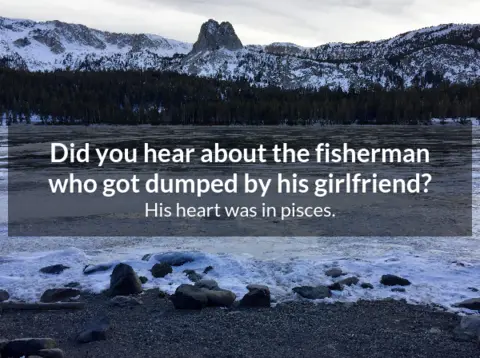 Did you hear about the fisherman
who got dumped by his girlfriend?
His heart was in pisces.